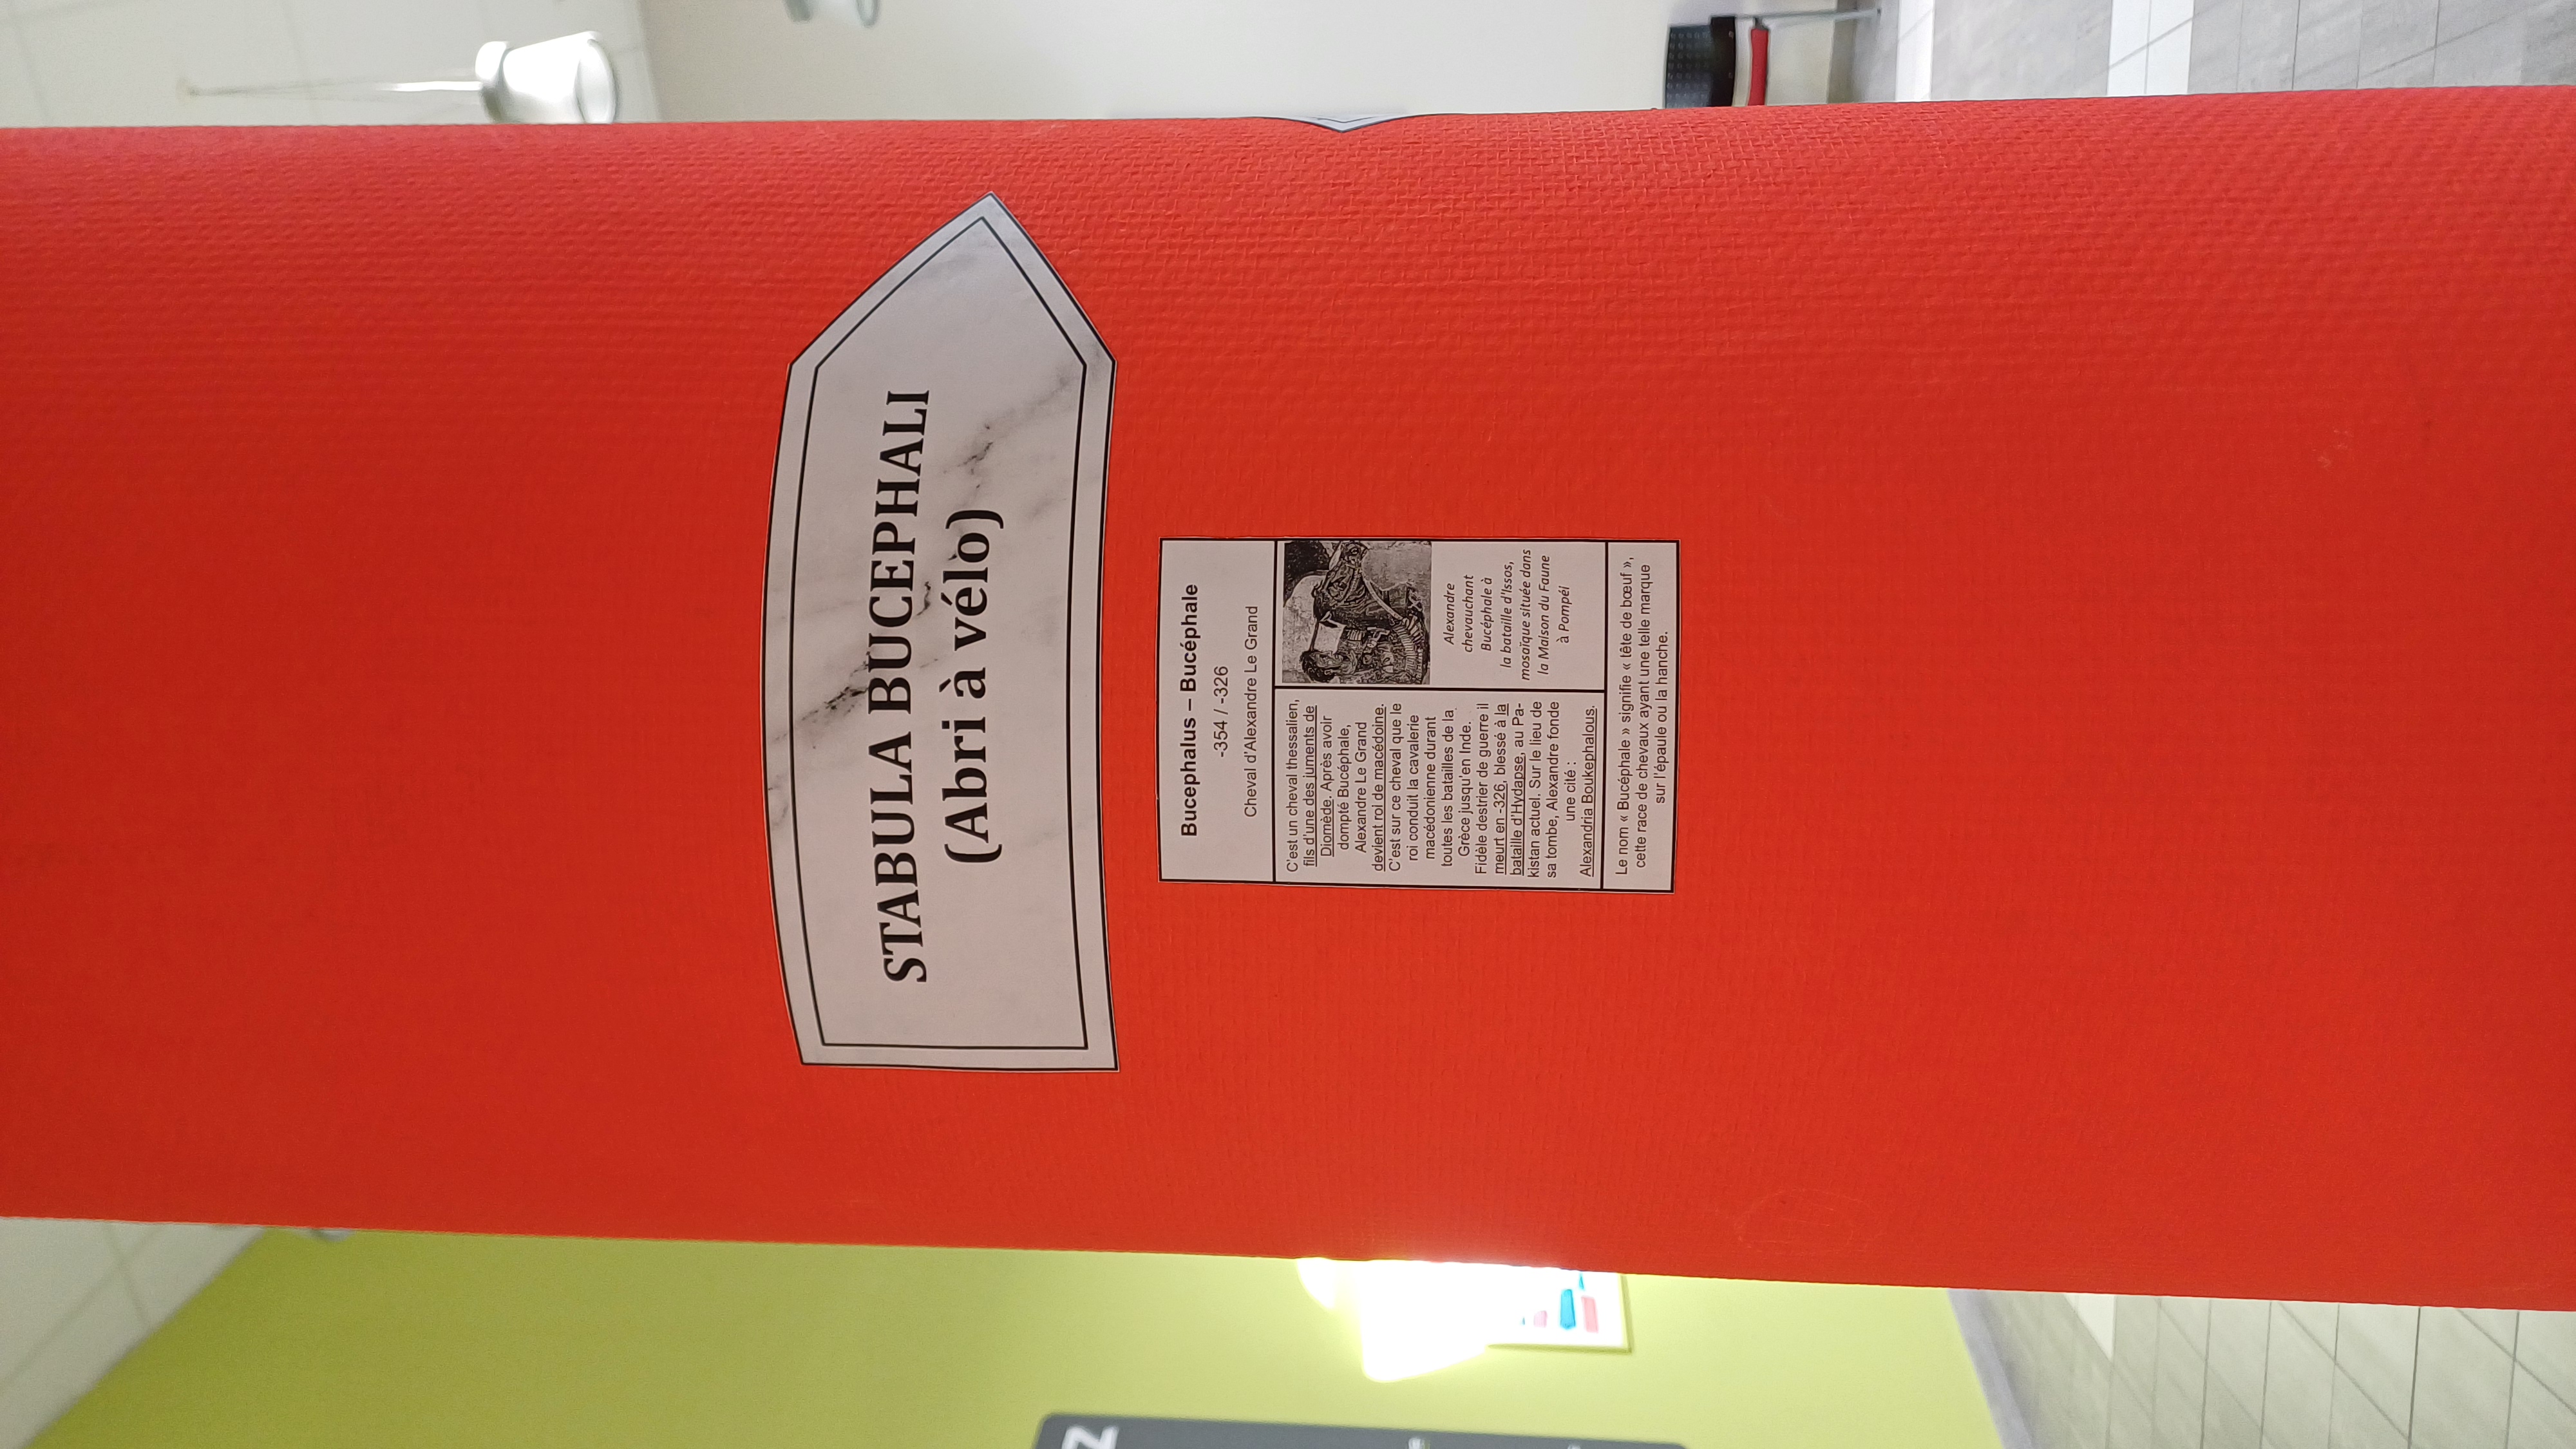 STABULA BUCEPHALI
(Abri à vélo)
Bucephalus – Bucéphale
-354 / -326
Cheval d'Alexandre Le Grand
C'est un cheval thessalien,
fils d'une des juments de
Diomède. Après avoir
dompté Bucéphale,
Alexandre Le Grand
devient roi de macédoine.
C'est sur ce cheval que le
roi conduit la cavalerie
macédonienne durant
toutes les batailles de la
Grèce jusqu'en Inde.
Fidèle destrier de guerre il
meurt en -326, blessé à la
bataille d'Hydapse, au Pa-
kistan actuel. Sur le lieu de
sa tombe, Alexandre fonde
une cité :
Alexandria Boukephalous.
Alexandre
chevauchant
Bucéphale à
la bataille d'Issos,
mosaïque située dans
la Maison du Faune
à Pompéi
Le nom « Bucéphale » signifie « tête de bœuf »,
cette race de chevaux ayant une telle marque
sur l'épaule ou la hanche.
Z